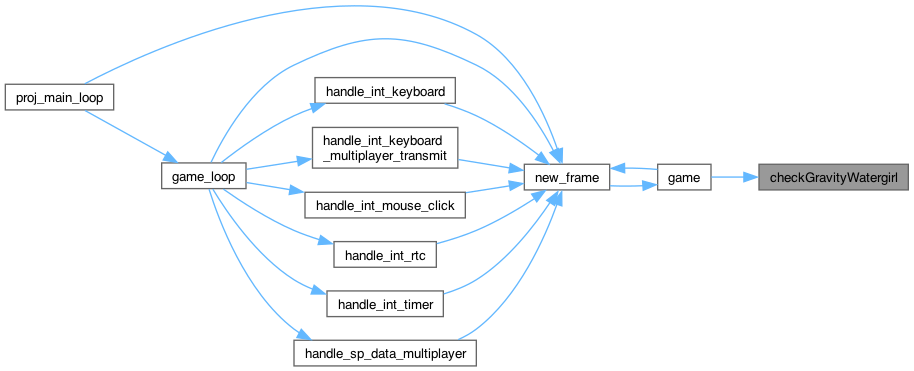 proj_main_loop
game_loop
handle_int_keyboard
handle_int_keyboard
_multiplayer_transmit
handle_int_mouse_click
handle_int_rtc
handle_int_timer
handle_sp_data_multiplayer
new_frame
game
checkGravityWatergirl